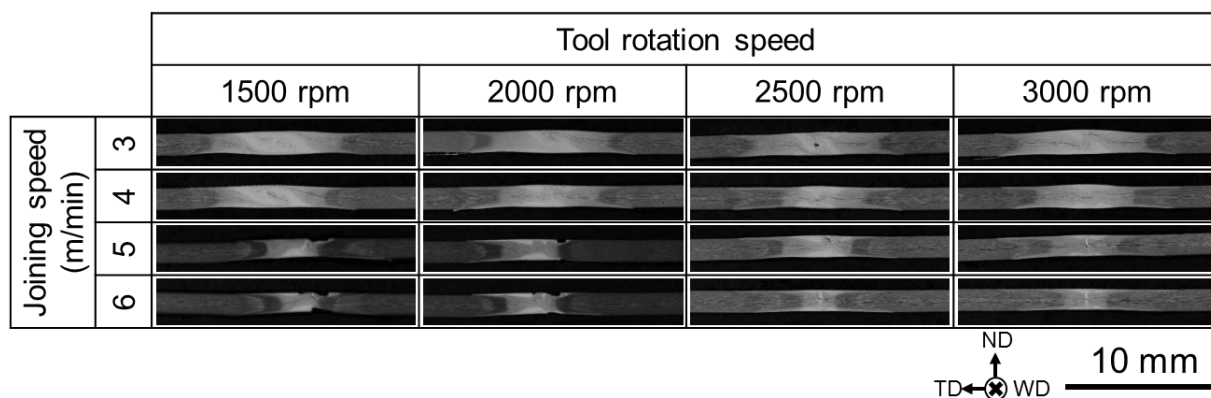 Tool rotation speed
1500 rpm 2000 rpm 2500 rpm 3000 rpm
Joining speed
(m/min)
3
4
5
6
ND
TD WD
10 mm